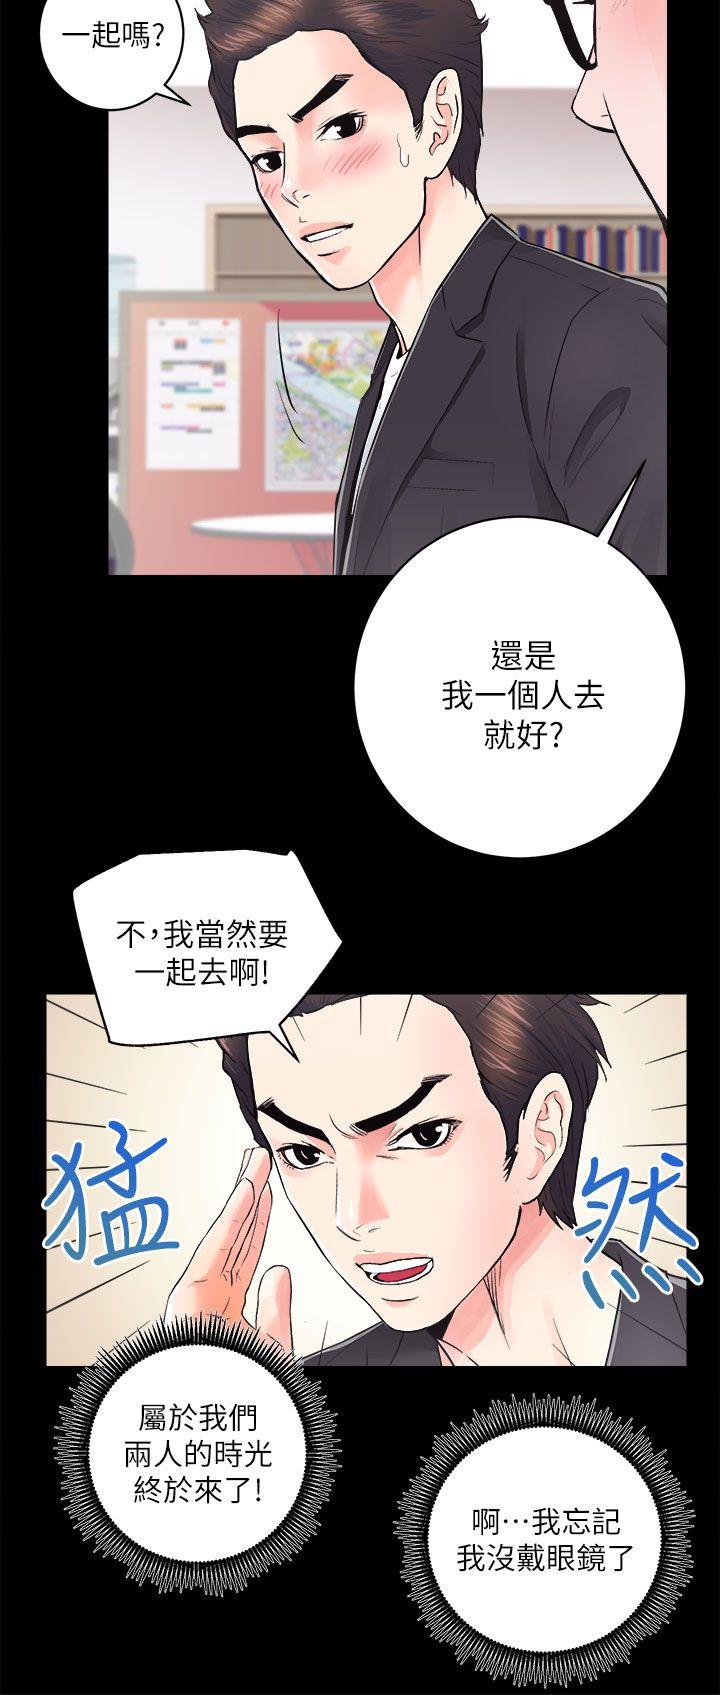 一起嗎?
還是
我一個人去
就好?
不,我當然要
一起去啊!
猛然
屬於我們
兩人的時光
終於來了!
啊⋯我忘記
我沒戴眼鏡了